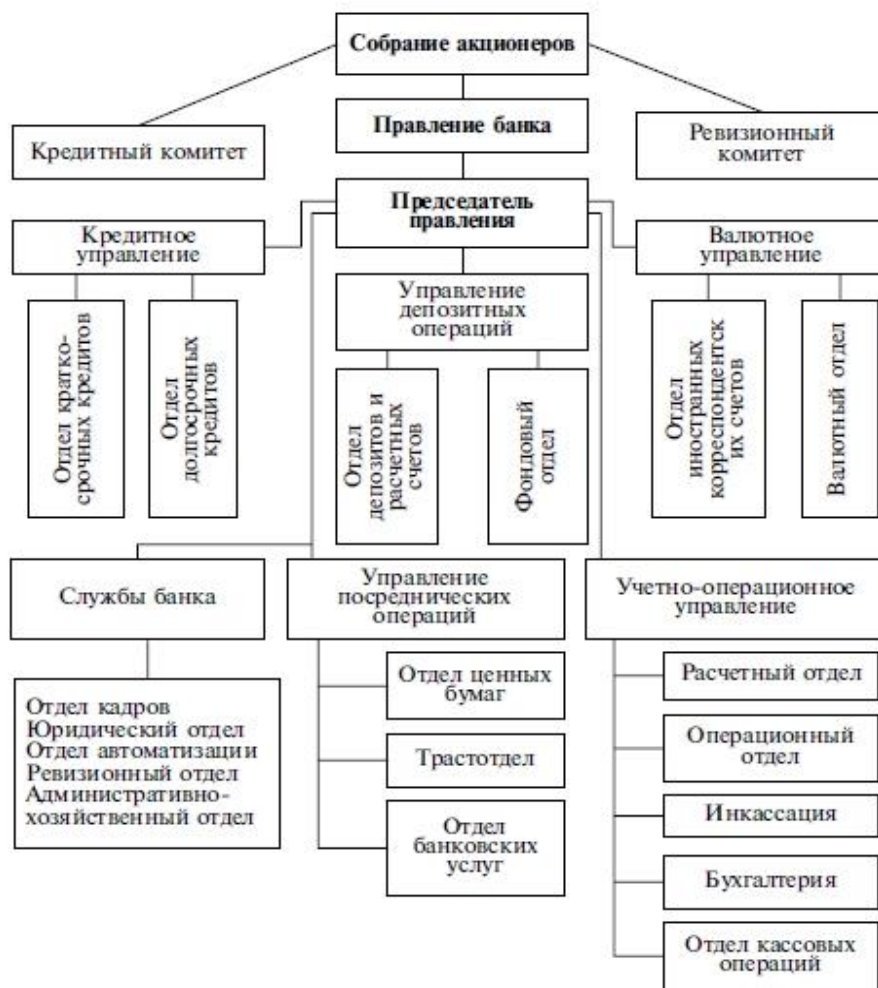 Собрание акционеров
Правление банка
Кредитный комитет
Ревизионный
комитет
Председатель
правления
Кредитное
управление
Валютное
управление
Управление
депозитных
операций
Отдел кратко-
срочных кредитов
Отдел
долгосрочных
кредитов
Отдел
депозитов и
расчетных
счетов
Фондовый
отдел
Отдел
иностранных
корреспондентск
их счетов
Валютный отдел
Службы банка
Управление
посреднических
операций
Учетно-операционное
управление
Отдел кадров
Юридический отдел
Отдел автоматизации
Ревизионный отдел
Административно-
хозяйственный отдел
Отдел ценных
бумаг
Трастотдел
Отдел
банковских
услуг
Расчетный отдел
Операционный
отдел
Инкассация
Бухгалтерия
Отдел кассовых
операций